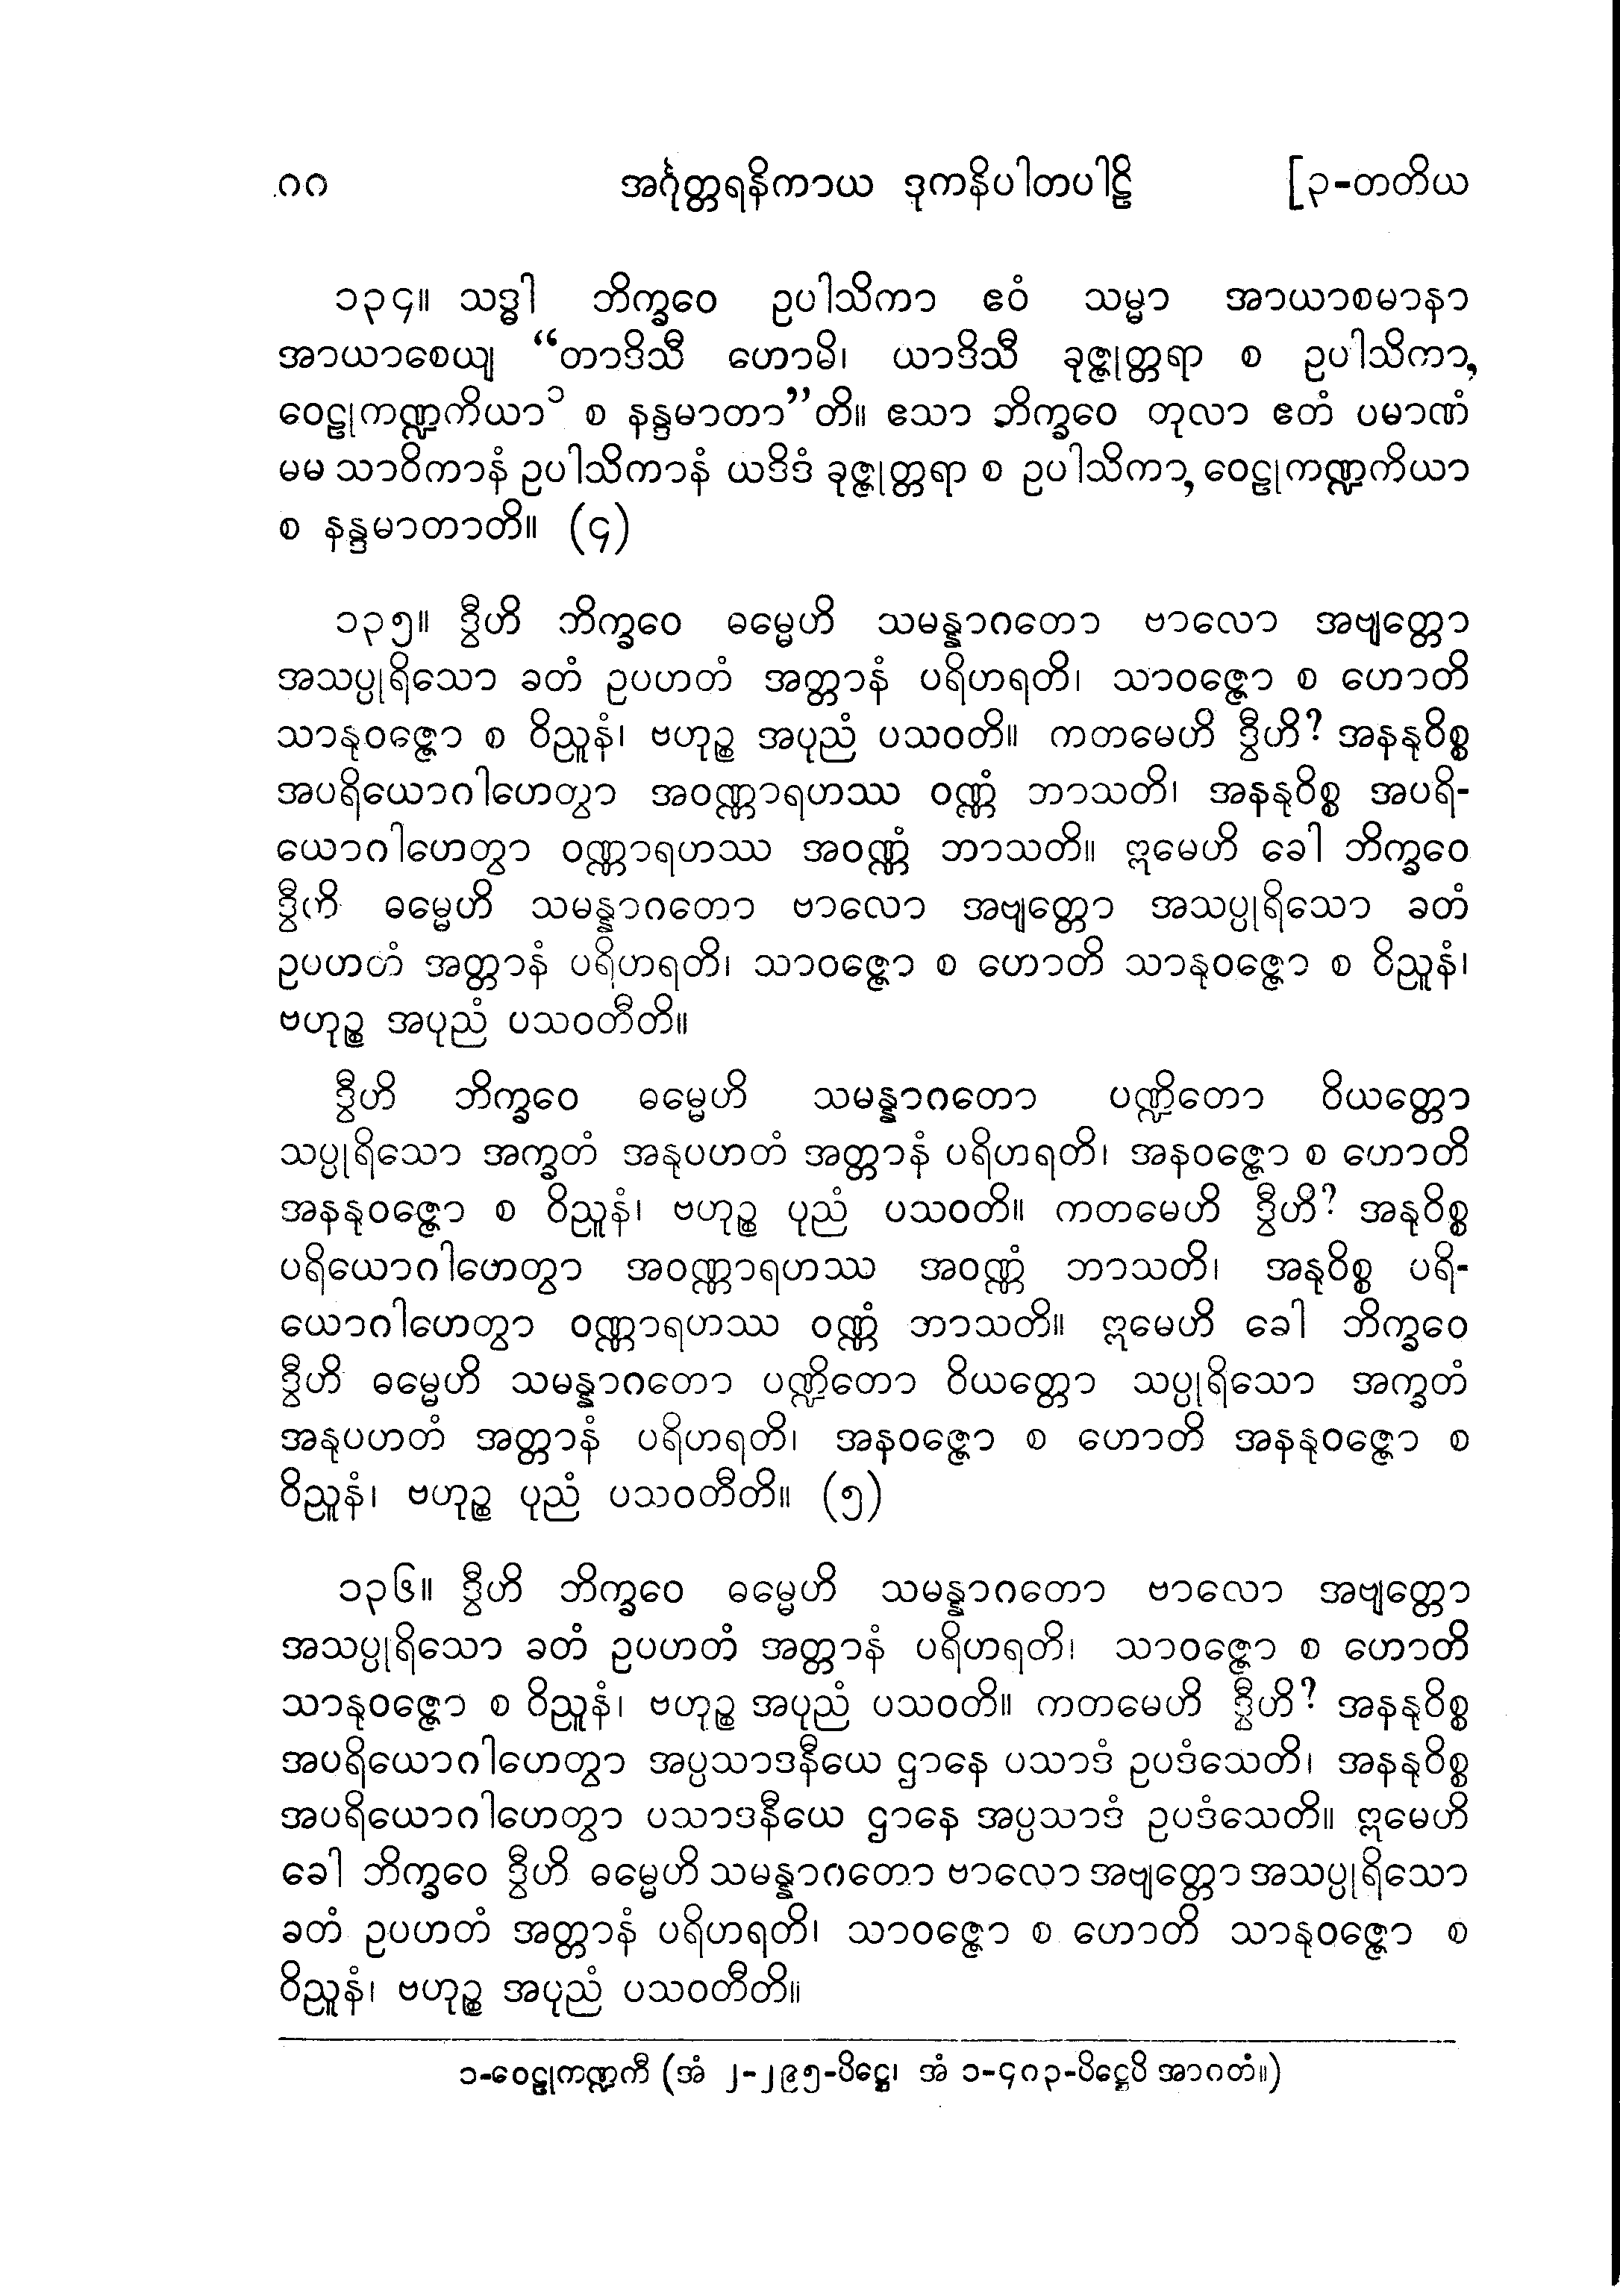 ၈၈ အင်္ဂုတ္တရနိကာယ ဒုကနိပါတပါဠိ [၃-တတိယ
၁၃၄။ သဒ္ဓါ ဘိက္ခဝေ ဥပါသိကာ ဧဝံ သမ္မာ အာယာစမာနာ
အာယာစေယျ “တာဒိသီ ဟောမိ၊ ယာဒိသီ ခုဇ္ဇုတ္တရာ စ ဥပါသိကာ,
ဝေဠုကဏ္ဍကိယာ ၁ စ နန္ဒမာတာ”တိ။ ဧသာ ဘိက္ခဝေ တုလာ ဧတံ ပမာဏံ
မမ သာဝိကာနံ ဥပါသိကာနံ ယဒိဒံ ခုဇ္ဇုတ္တရာ စ ဥပါသိကာ, ဝေဠုကဏ္ဍကိယာ
စ နန္ဒမာတာတိ။ (၄)
၁၃၅။ ဒွီဟိ ဘိက္ခဝေ ဓမ္မေဟိ သမန္နာဂတော ဗာလော အဗျတ္တော
အသပ္ပုရိသော ခတံ ဥပဟတံ အတ္တာနံ ပရိဟရတိ၊ သာဝဇ္ဇော စ ဟောတိ
သာနုဝဇ္ဇော စ ဝိညူနံ၊ ဗဟုဉ္စ အပုညံ ပသဝတိ။ ကတမေဟိ ဒွီဟိ? အနနုဝိစ္စ
အပရိယောဂါဟေတွာ အဝဏ္ဏာရဟဿ ဝဏ္ဏံ ဘာသတိ၊ အနနုဝိစ္စ အပရိ-
ယောဂါဟေတွာ ဝဏ္ဏာရဟဿ အဝဏ္ဏံ ဘာသတိ။ ဣမေဟိ ခေါ ဘိက္ခဝေ
ဒွီဟိ ဓမ္မေဟိ သမန္နာဂတော ဗာလော အဗျတ္တော အသပ္ပုရိသော ခတံ
ဥပဟတံ အတ္တာနံ ပရိဟရတိ၊ သာဝဇ္ဇော စ ဟောတိ သာနုဝဇ္ဇော စ ဝိညူနံ၊
ဗဟုဉ္စ အပုညံ ပသဝတီတိ။
ဒွီဟိ ဘိက္ခဝေ ဓမ္မေဟိ သမန္နာဂတော ပဏ္ဍိတော ဝိယတ္တော
သပ္ပုရိသော အက္ခတံ အနုပဟတံ အတ္တာနံ ပရိဟရတိ၊ အနဝဇ္ဇော စ ဟောတိ
အနနုဝဇ္ဇော စ ဝိညူနံ၊ ဗဟုဉ္စ ပုညံ ပသဝတိ။ ကတမေဟိ ဒွီဟိ? အနုဝိစ္စ
ပရိယောဂါဟေတွာ အဝဏ္ဏာရဟဿ အဝဏ္ဏံ ဘာသတိ၊ အနုဝိစ္စ ပရိ-
ယောဂါဟေတွာ ဝဏ္ဏာရဟဿ ဝဏ္ဏံ ဘာသတိ။ ဣမေဟိ ခေါ ဘိက္ခဝေ
ဒွီဟိ ဓမ္မေဟိ သမန္နာဂတော ပဏ္ဍိတော ဝိယတ္တော သပ္ပုရိသော အက္ခတံ
အနုပဟတံ အတ္တာနံ ပရိဟရတိ၊ အနဝဇ္ဇော စ ဟောတိ အနနုဝဇ္ဇော စ
ဝိညူနံ၊ ဗဟုဉ္စ ပုညံ ပသဝတီတိ။ (၅)
၁၃၆။ ဒွီဟိ ဘိက္ခဝေ ဓမ္မေဟိ သမန္နာဂတော ဗာလော အဗျတ္တော
အသပ္ပုရိသော ခတံ ဥပဟတံ အတ္တာနံ ပရိဟရတိ၊ သာဝဇ္ဇော စ ဟောတိ
သာနုဝဇ္ဇော စ ဝိညူနံ၊ ဗဟုဉ္စ အပုညံ ပသဝတိ။ ကတမေဟိ ဒွီဟိ? အနနုဝိစ္စ
အပရိယောဂါဟေတွာ အပ္ပသာဒနီယေ ဌာနေ ပသာဒံ ဥပဒံသေတိ၊ အနနုဝိစ္စ
အပရိယောဂါဟေတွာ ပသာဒနီယေ ဌာနေ အပ္ပသာဒံ ဥပဒံသေတိ။ ဣမေဟိ
ခေါ ဘိက္ခဝေ ဒွီဟိ ဓမ္မေဟိ သမန္နာဂတော ဗာလော အဗျတ္တော အသပ္ပုရိသော
ခတံ ဥပဟတံ အတ္တာနံ ပရိဟရတိ၊ သာဝဇ္ဇော စ ဟောတိ သာနုဝဇ္ဇော စ
ဝိညူနံ၊ ဗဟုဉ္စ အပုညံ ပသဝတီတိ။
၁-ဝေဠုကဏ္ဍကီ (အံ ၂-၂၉၅-ပိဋ္ဌေ၊ အံ ၁-၄၈၃-ပိဋ္ဌေပိ အာဂတံ။)